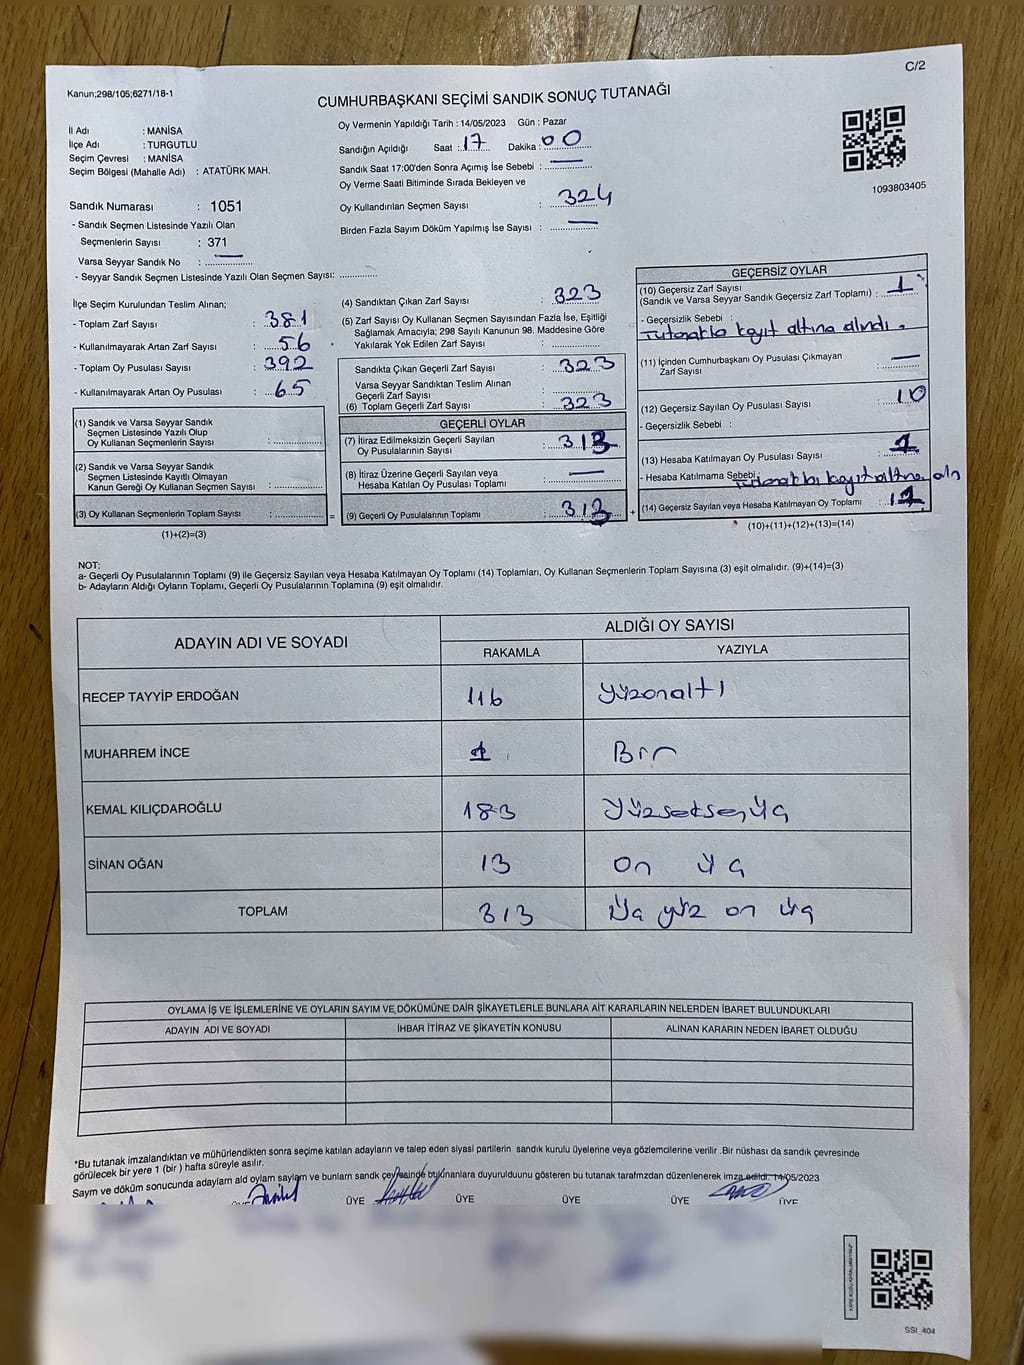 C/2
Kanun;298/105;6271/18-1
CUMHURBAŞKANI SEÇİMİ SANDIK SONUÇ TUTANAĞI
İl Adı : MANİSA
İlçe Adı : TURGUTLU
Seçim Çevresi : MANİSA
Seçim Bölgesi (Mahalle Adı) : ATATÜRK MAH.
Sandık Numarası : 1051
- Sandık Seçmen Listesinde Yazılı Olan
Seçmenlerin Sayısı : 371
Varsa Seyyar Sandık No : —
- Seyyar Sandık Seçmen Listesinde Yazılı Olan Seçmen Sayısı: ..............
Oy Vermenin Yapıldığı Tarih : 14/05/2023 Gün : Pazar
Sandığın Açıldığı Saat : 17 Dakika : 00
Sandık Saat 17:00'den Sonra Açımış İse Sebebi : —
Oy Verme Saati Bitiminde Sırada Bekleyen ve
Oy Kullandırılan Seçmen Sayısı : 324
Birden Fazla Sayım Döküm Yapılmış İse Sayısı : —
1093803405
İlçe Seçim Kurulundan Teslim Alınan;
- Toplam Zarf Sayısı : 381
- Kullanılmayarak Artan Zarf Sayısı : 56
- Toplam Oy Pusulası Sayısı : 392
- Kullanılmayarak Artan Oy Pusulası : 65
(1) Sandık ve Varsa Seyyar Sandık
Seçmen Listesinde Yazılı Olup
Oy Kullanan Seçmenlerin Sayısı : ..............
(2) Sandık ve Varsa Seyyar Sandık
Seçmen Listesinde Kayıtlı Olmayan
Kanun Gereği Oy Kullanan Seçmen Sayısı : ..............
(3) Oy Kullanan Seçmenlerin Toplam Sayısı : .............. =
(1)+(2)=(3)
(4) Sandıktan Çıkan Zarf Sayısı : 323
(5) Zarf Sayısı Oy Kullanan Seçmen Sayısından Fazla İse, Eşitliği
Sağlamak Amacıyla; 298 Sayılı Kanunun 98. Maddesine Göre
Yakılarak Yok Edilen Zarf Sayısı : ..............
Sandıkta Çıkan Geçerli Zarf Sayısı : 323
Varsa Seyyar Sandıktan Teslim Alınan
Geçerli Zarf Sayısı : ..............
(6) Toplam Geçerli Zarf Sayısı : 323
GEÇERLİ OYLAR
(7) İtiraz Edilmeksizin Geçerli Sayılan
Oy Pusulalarının Sayısı : 313
(8) İtiraz Üzerine Geçerli Sayılan veya
Hesaba Katılan Oy Pusulası Toplamı : —
(9) Geçerli Oy Pusulalarının Toplamı : 313 +
GEÇERSİZ OYLAR
(10) Geçersiz Zarf Sayısı
(Sandık ve Varsa Seyyar Sandık Geçersiz Zarf Toplamı) : 1
- Geçersizlik Sebebi :
Tutanakla kayıt altına alındı.
(11) İçinden Cumhurbaşkanı Oy Pusulası Çıkmayan
Zarf Sayısı : —
(12) Geçersiz Sayılan Oy Pusulası Sayısı : 10
- Geçersizlik Sebebi :
(13) Hesaba Katılmayan Oy Pusulası Sayısı : 1
- Hesaba Katılmama Sebebi : kayıt altına alın
(14) Geçersiz Sayılan veya Hesaba Katılmayan Oy Toplamı : 11
(10)+(11)+(12)+(13)=(14)
NOT:
a- Geçerli Oy Pusulalarının Toplamı (9) ile Geçersiz Sayılan veya Hesaba Katılmayan Oy Toplamı (14) Toplamları, Oy Kullanan Seçmenlerin Toplam Sayısına (3) eşit olmalıdır. (9)+(14)=(3)
b- Adayların Aldığı Oyların Toplamı, Geçerli Oy Pusulalarının Toplamına (9) eşit olmalıdır.
ADAYIN ADI VE SOYADI ALDIĞI OY SAYISI
RAKAMLA YAZIYLA
RECEP TAYYİP ERDOĞAN 116 Yüzonaltı
MUHARREM İNCE 1 Bir
KEMAL KILIÇDAROĞLU 183 Yüzseksenüç
SİNAN OĞAN 13 on üç
TOPLAM 313 üç yüz on üç
OYLAMA İŞ VE İŞLEMLERİNE VE OYLARIN SAYIM VE DÖKÜMÜNE DAİR ŞİKAYETLERLE BUNLARA AİT KARARLARIN NELERDEN İBARET BULUNDUKLARI
ADAYIN ADI VE SOYADI İHBAR İTİRAZ VE ŞİKAYETİN KONUSU ALINAN KARARIN NEDEN İBARET OLDUĞU
*Bu tutanak imzalandıktan ve mühürlendikten sonra seçime katılan adayların ve talep eden siyasi partilerin sandık kurulu üyelerine veya gözlemcilerine verilir .Bir nüshası da sandık çevresinde
görülecek bir yere 1 (bir ) hafta süreyle asılır.
Sayım ve döküm sonucunda adayların ald oyların sayların ve bunların sandık çevresinde bulunanlara duyurulduunu gösteren bu tutanak tarafmzdan düzenlenerek imza edildi. 14/05/2023
ÜYE ÜYE ÜYE ÜYE ÜYE ÜYE
SSI_404